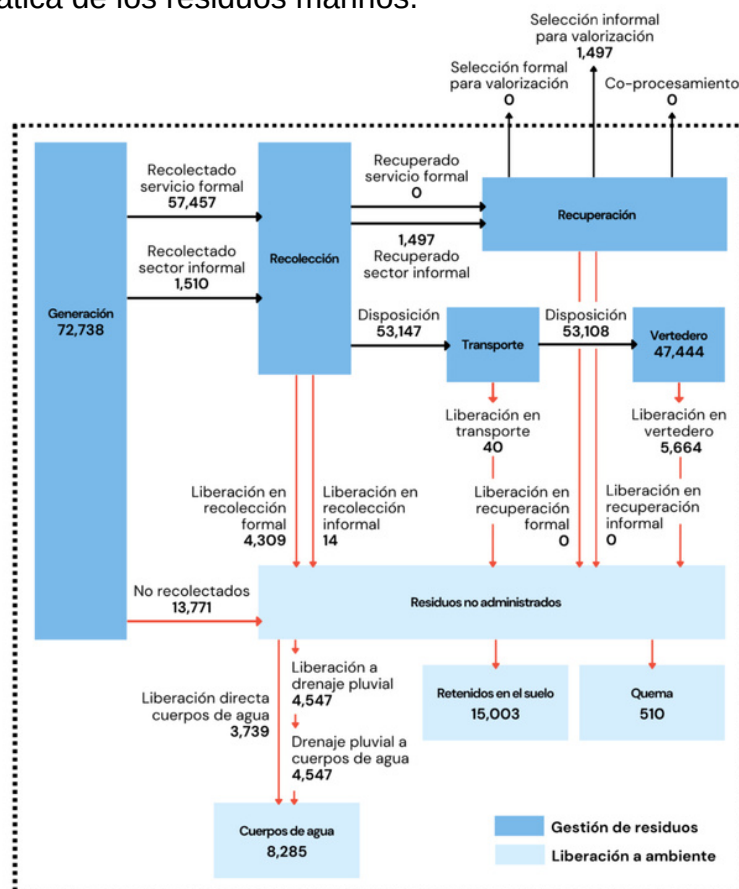 ática de los residuos marinos.
Selección informal
para valorización
1,497
Selección formal
para valorización
0
Co-procesamiento
0
Recolectado
servicio formal
57,457
Recuperado
servicio formal
0
Recuperación
Recolección
1,497
Recuperado
sector informal
Recolectado
sector informal
1,510
Generación
72,738
Disposición
53,147
Transporte
Disposición
53,108
Vertedero
47,444
Liberación en
transporte
40
Liberación en
vertedero
5,664
Liberación en
recolección
formal
4,309
Liberación en
recolección
informal
14
Liberación en
recuperación
formal
0
Liberación en
recuperación
informal
0
No recolectados
13,771
Residuos no administrados
Liberación directa
cuerpos de agua
3,739
Liberación a
drenaje pluvial
4,547
Drenaje pluvial a
cuerpos de agua
4,547
Retenidos en el suelo
15,003
Quema
510
Cuerpos de agua
8,285
Gestión de residuos
Liberación a ambiente